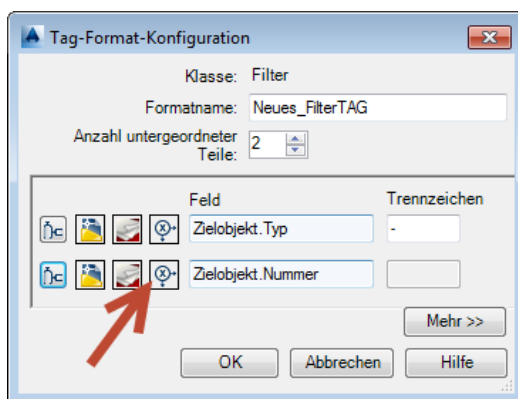 Tag-Format-Konfiguration
Klasse: Filter
Formatname: Neues_FilterTAG
Anzahl untergeordneter
Teile: 2
Feld Trennzeichen
Zielobjekt.Typ -
Zielobjekt.Nummer
Mehr >>
OK Abbrechen Hilfe